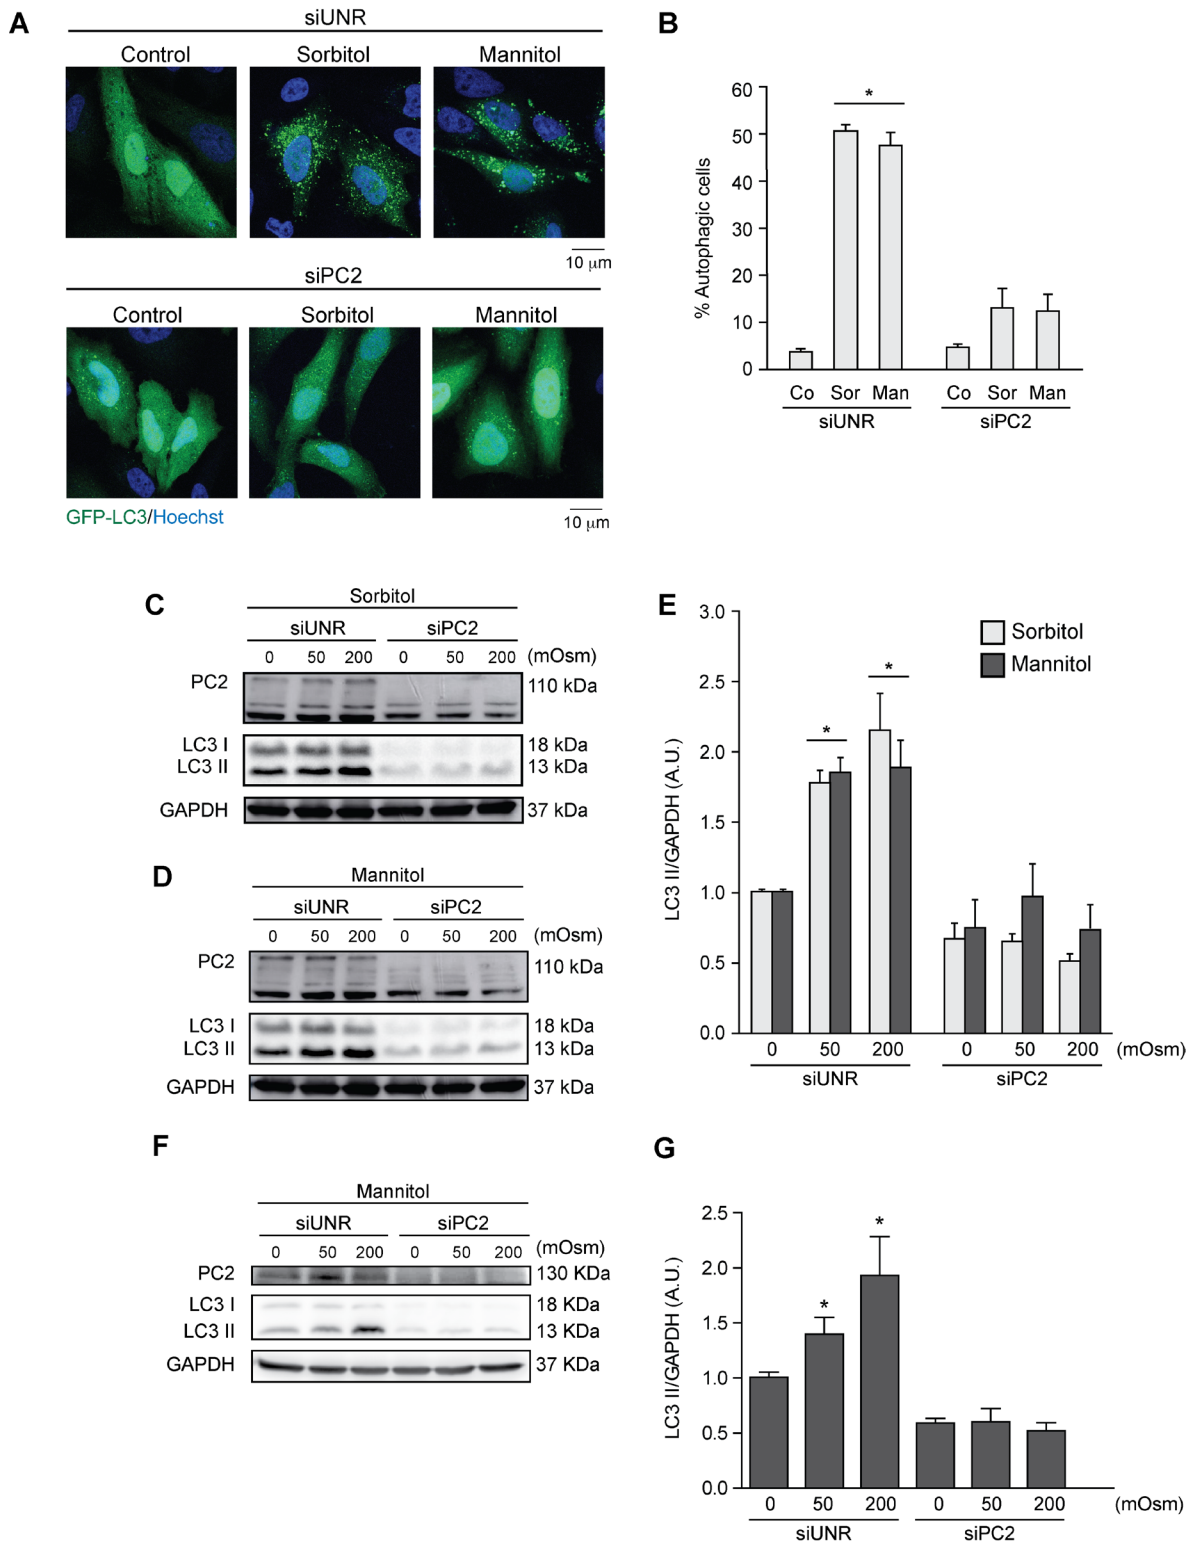 A
siUNR
Control Sorbitol Mannitol
10 μm
siPC2
Control Sorbitol Mannitol
GFP-LC3/Hoechst
10 μm
B
% Autophagic cells
60
50
40
30
20
10
0
*
Co Sor Man Co Sor Man
siUNR siPC2
C
Sorbitol
siUNR siPC2
0 50 200 0 50 200 (mOsm)
PC2 110 kDa
LC3 I 18 kDa
LC3 II 13 kDa
GAPDH 37 kDa
D
Mannitol
siUNR siPC2
0 50 200 0 50 200 (mOsm)
PC2 110 kDa
LC3 I 18 kDa
LC3 II 13 kDa
GAPDH 37 kDa
E
LC3 II/GAPDH (A.U.)
3.0
2.5
2.0
1.5
1.0
0.5
0.0
Sorbitol
Mannitol
*
*
0 50 200 0 50 200 (mOsm)
siUNR siPC2
F
Mannitol
siUNR siPC2
0 50 200 0 50 200 (mOsm)
PC2 130 KDa
LC3 I 18 KDa
LC3 II 13 KDa
GAPDH 37 KDa
G
LC3 II/GAPDH (A.U.)
2.5
2.0
1.5
1.0
0.5
0.0
*
*
0 50 200 0 50 200 (mOsm)
siUNR siPC2